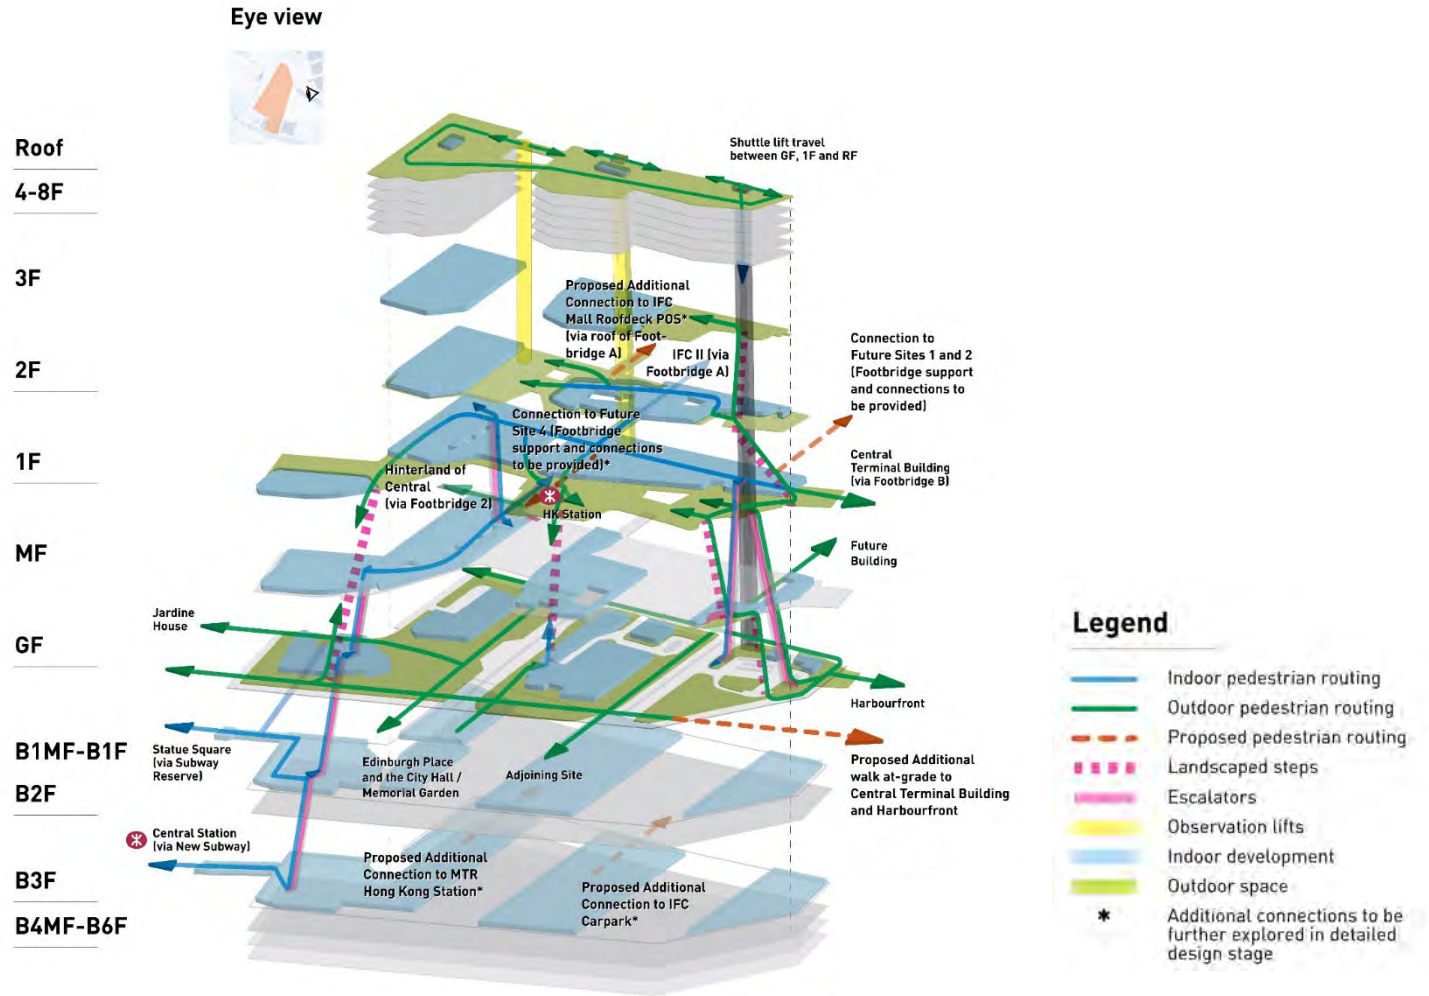 Eye view
Roof
4-8F
3F
2F
1F
MF
GF
B1MF-B1F
B2F
B3F
B4MF-B6F
Shuttle lift travel
between GF, 1F and RF
Proposed Additional
Connection to IFC
Mall Roofdeck POS*
(via roof of Foot-
bridge A)
IFC II (via
Footbridge A)
Connection to
Future Sites 1 and 2
(Footbridge support
and connections to
be provided)
Connection to Future
Site 4 (Footbridge
support and connections
to be provided)*
Hinterland of
Central
(via Footbridge 2)
HK Station
Central
Terminal Building
(via Footbridge B)
Future
Building
Jardine
House
Harbourfront
Statue Square
(via Subway
Reserve)
Edinburgh Place
and the City Hall /
Memorial Garden
Adjoining Site
Proposed Additional
walk at-grade to
Central Terminal Building
and Harbourfront
Central Station
(via New Subway)
Proposed Additional
Connection to MTR
Hong Kong Station*
Proposed Additional
Connection to IFC
Carpark*
Legend
Indoor pedestrian routing
Outdoor pedestrian routing
Proposed pedestrian routing
Landscaped steps
Escalators
Observation lifts
Indoor development
Outdoor space
* Additional connections to be
further explored in detailed
design stage